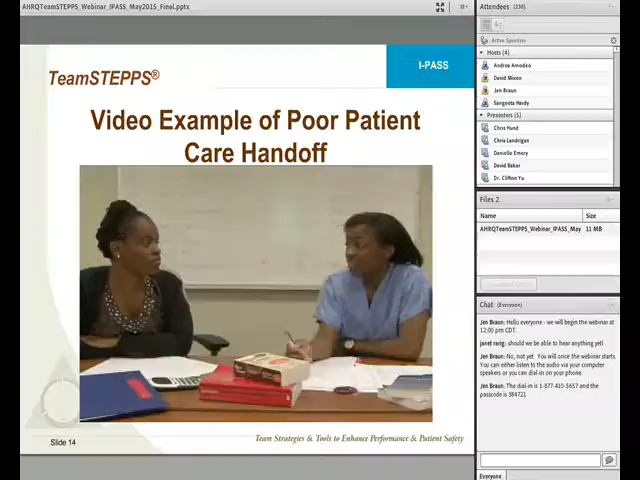 AHRQTeamSTEPPS_Webinar_IPASS_May2015_Final.pptx
I-PASS
TeamSTEPPS®
Video Example of Poor Patient
Care Handoff
Slide 14
Team Strategies & Tools to Enhance Performance & Patient Safety
Attendees (238)
Active Speakers
Hosts (4)
Andrea Amodeo
David Mixon
Jen Braun
Sangeeta Hardy
Presenters (5)
Chris Hund
Chris Landrigan
Danielle Emery
David Baker
Dr. Clifton Yu
Files 2
Name Size
AHRQTeamSTEPPS_Webinar_IPASS_May 11 MB
Chat (Everyone)
Jen Braun: Hello everyone - we will begin the webinar at
12:00 pm CDT.
janet rarig: should we be able to hear anything yet?
Jen Braun: No, not yet. You will once the webinar starts.
You can either listen to the audio via your computer
speakers or you can dial-in on your phone.
Jen Braun: The dial-in is 1-877-410-5657 and the
passcode is 384721
Everyone